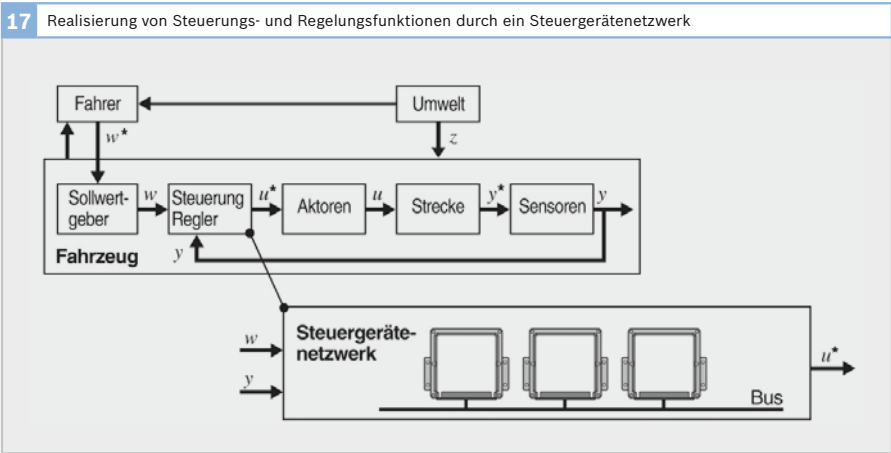 17 Realisierung von Steuerungs- und Regelungsfunktionen durch ein Steuergerätenetzwerk
Fahrer
Umwelt
w*
z
Sollwert-
geber
w
Steuerung
Regler
u*
Aktoren
u
Strecke
y*
Sensoren
y
Fahrzeug
y
Steuergeräte-
netzwerk
w
y
u*
Bus